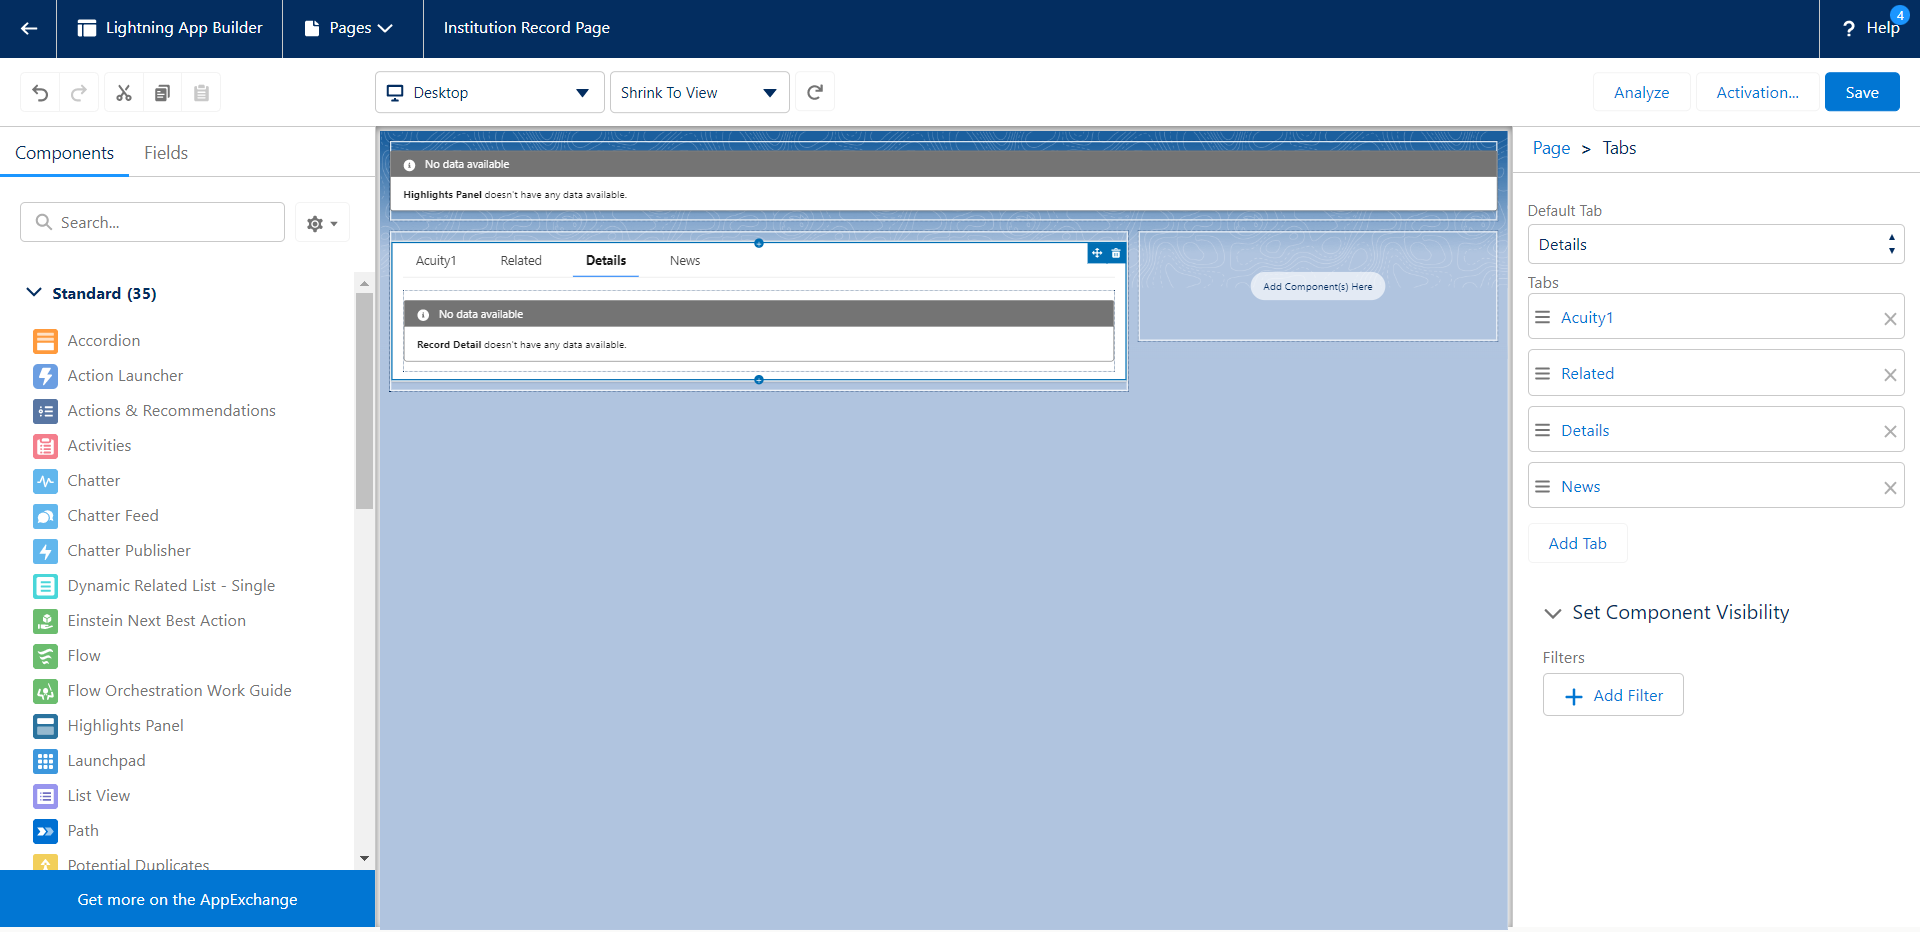 Lightning App Builder
Pages
Institution Record Page
4
? Help
Desktop
Shrink To View
Analyze
Activation...
Save
Components
Fields
Search...
Standard (35)
Accordion
Action Launcher
Actions & Recommendations
Activities
Chatter
Chatter Feed
Chatter Publisher
Dynamic Related List - Single
Einstein Next Best Action
Flow
Flow Orchestration Work Guide
Highlights Panel
Launchpad
List View
Path
Potential Duplicates
Get more on the AppExchange
No data available
Highlights Panel doesn't have any data available.
Acuity1
Related
Details
News
No data available
Record Detail doesn't have any data available.
Add Component(s) Here
Page > Tabs
Default Tab
Details
Tabs
Acuity1
Related
Details
News
Add Tab
Set Component Visibility
Filters
Add Filter